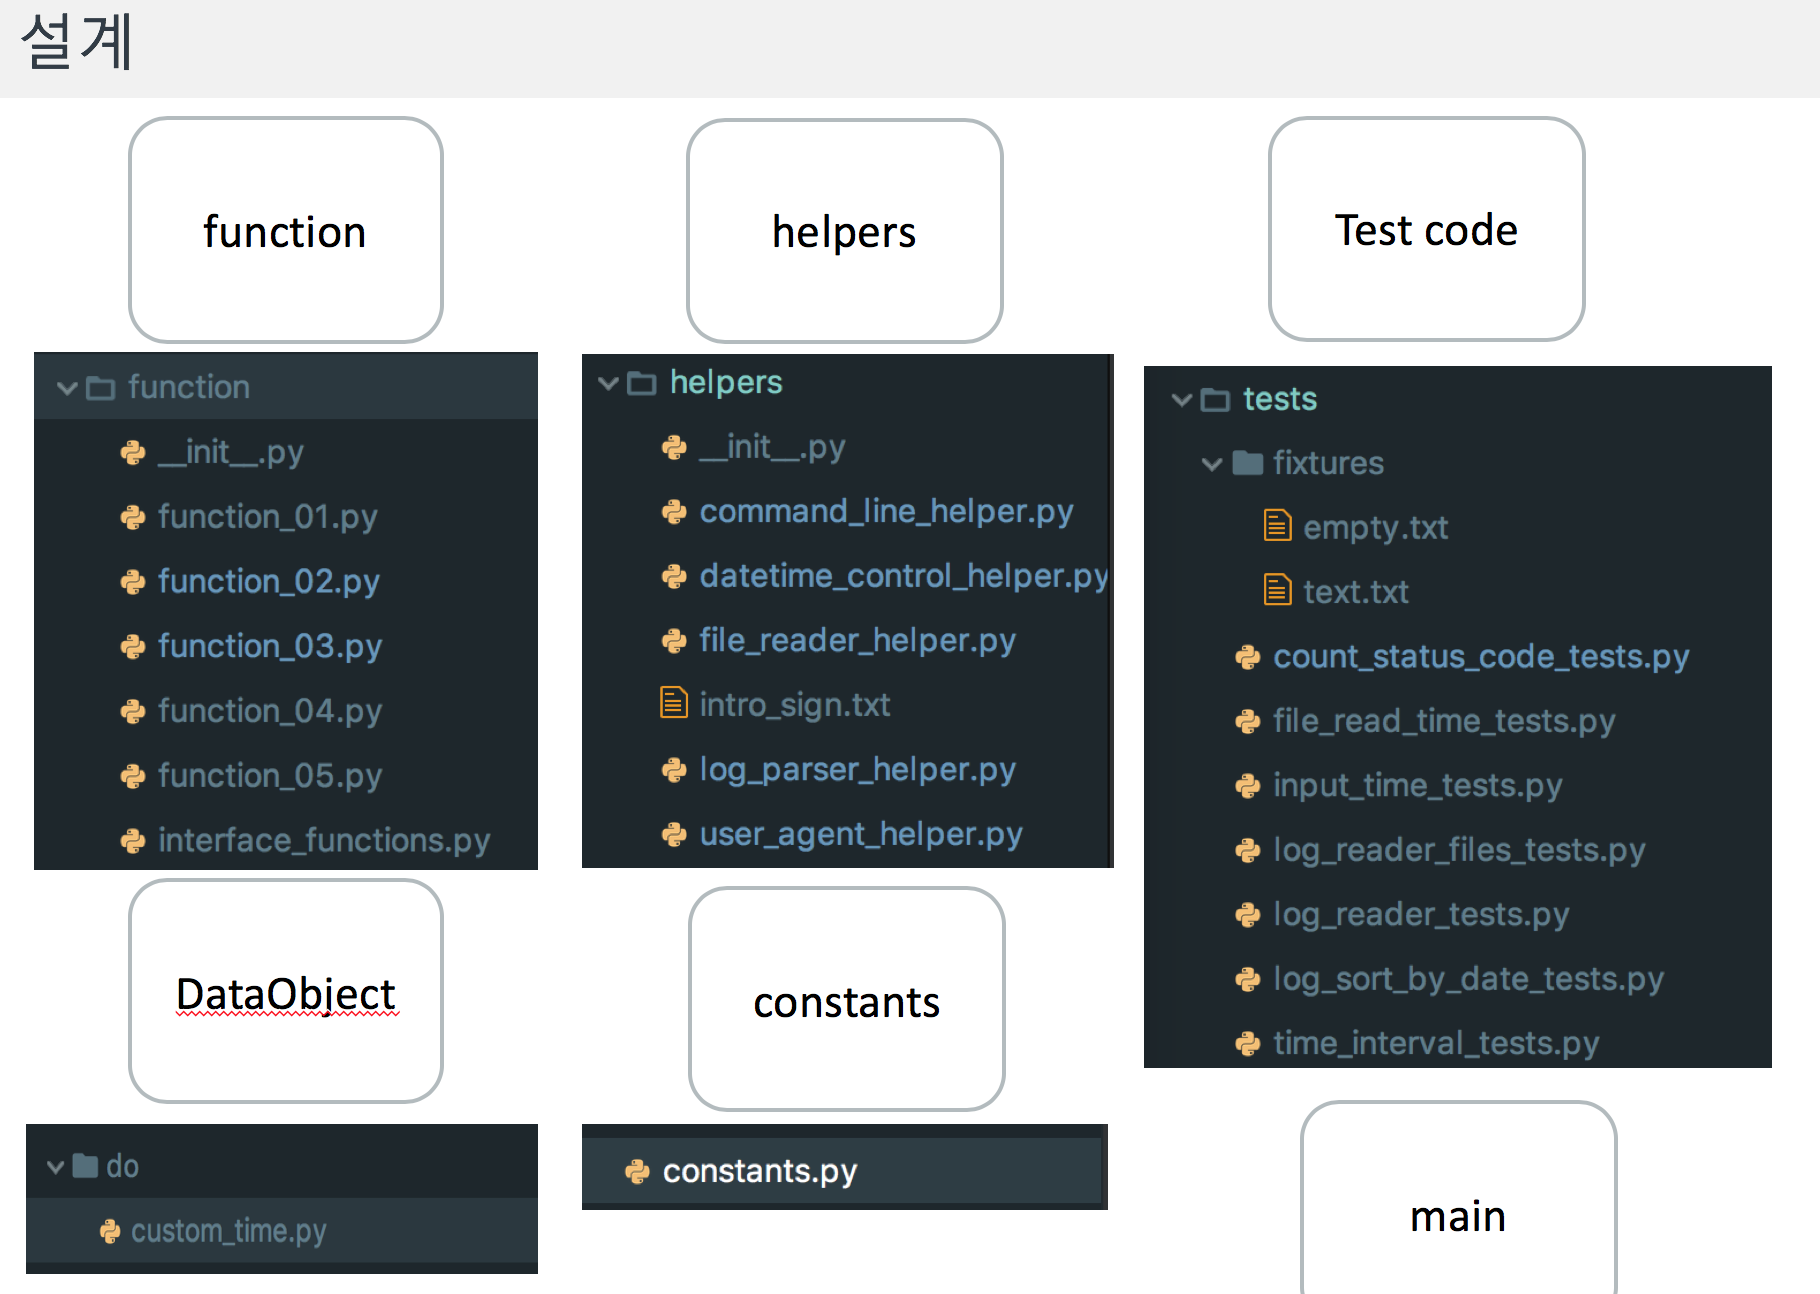 설계
function
function
__init__.py
function_01.py
function_02.py
function_03.py
function_04.py
function_05.py
interface_functions.py
helpers
helpers
__init__.py
command_line_helper.py
datetime_control_helper.py
file_reader_helper.py
intro_sign.txt
log_parser_helper.py
user_agent_helper.py
Test code
tests
fixtures
empty.txt
text.txt
count_status_code_tests.py
file_read_time_tests.py
input_time_tests.py
log_reader_files_tests.py
log_reader_tests.py
log_sort_by_date_tests.py
time_interval_tests.py
DataObject
do
custom_time.py
constants
constants.py
main